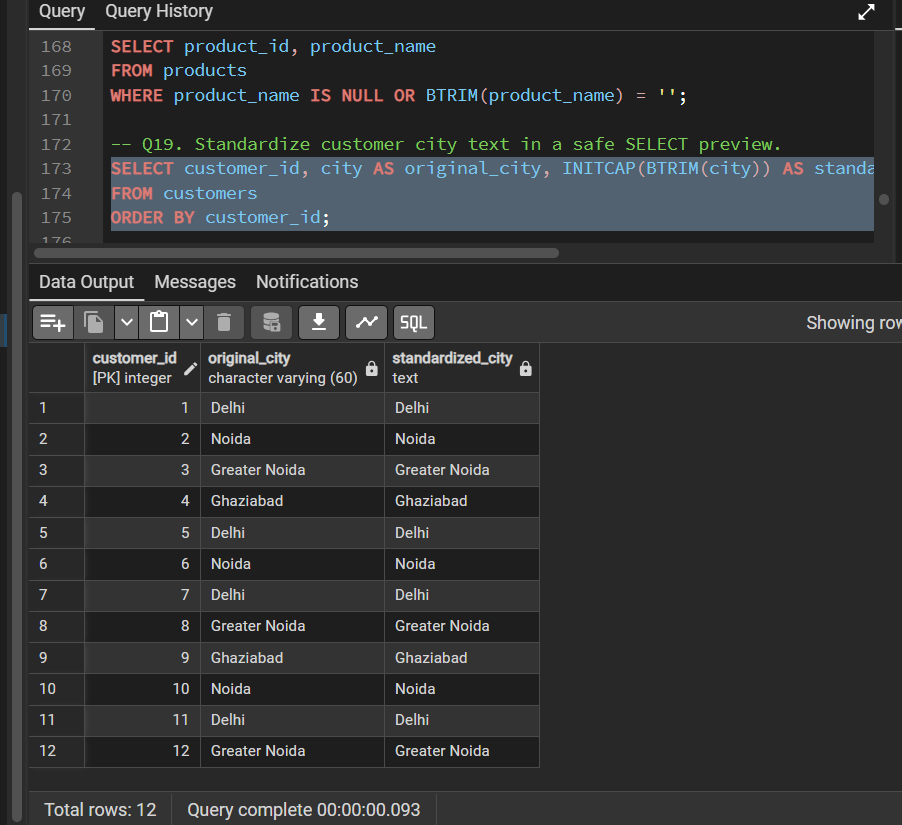 Query Query History
168 SELECT product_id, product_name
169 FROM products
170 WHERE product_name IS NULL OR BTRIM(product_name) = '';
171
172 -- Q19. Standardize customer city text in a safe SELECT preview.
173 SELECT customer_id, city AS original_city, INITCAP(BTRIM(city)) AS standa
174 FROM customers
175 ORDER BY customer_id;
176
Data Output Messages Notifications
SQL Showing row
customer_id original_city standardized_city
[PK] integer character varying (60) text
1 1 Delhi Delhi
2 2 Noida Noida
3 3 Greater Noida Greater Noida
4 4 Ghaziabad Ghaziabad
5 5 Delhi Delhi
6 6 Noida Noida
7 7 Delhi Delhi
8 8 Greater Noida Greater Noida
9 9 Ghaziabad Ghaziabad
10 10 Noida Noida
11 11 Delhi Delhi
12 12 Greater Noida Greater Noida
Total rows: 12 Query complete 00:00:00.093